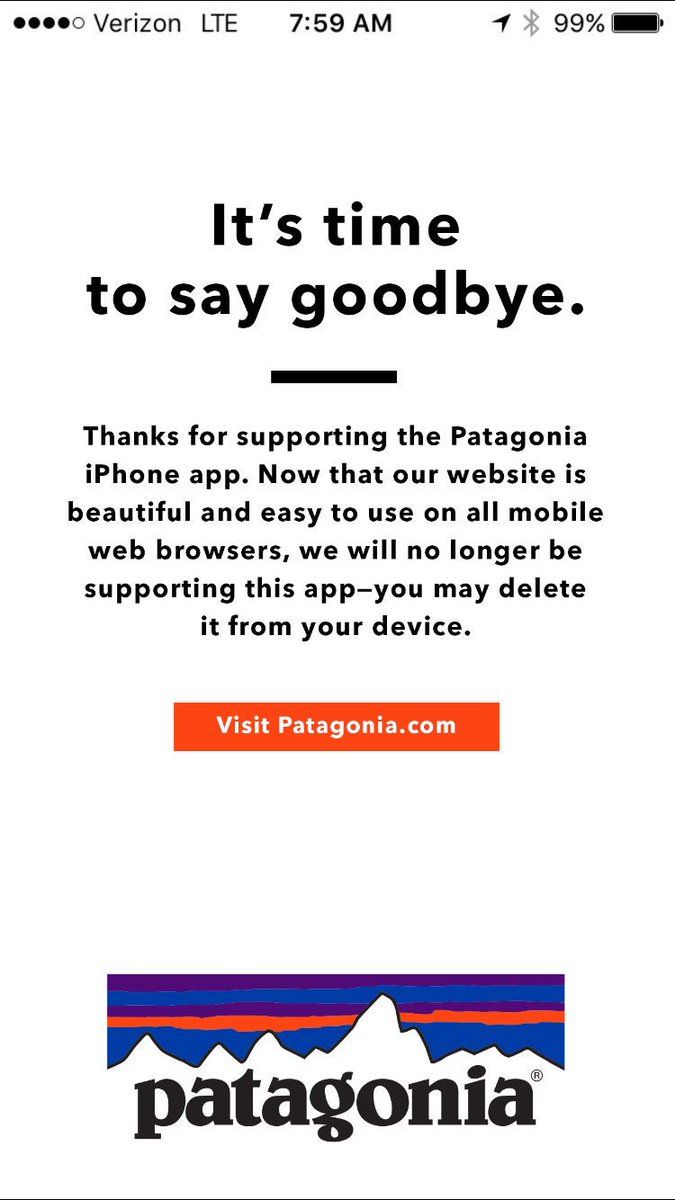 Verizon LTE 7:59 AM 99%
It’s time
to say goodbye.
Thanks for supporting the Patagonia
iPhone app. Now that our website is
beautiful and easy to use on all mobile
web browsers, we will no longer be
supporting this app—you may delete
it from your device.
Visit Patagonia.com
patagonia®